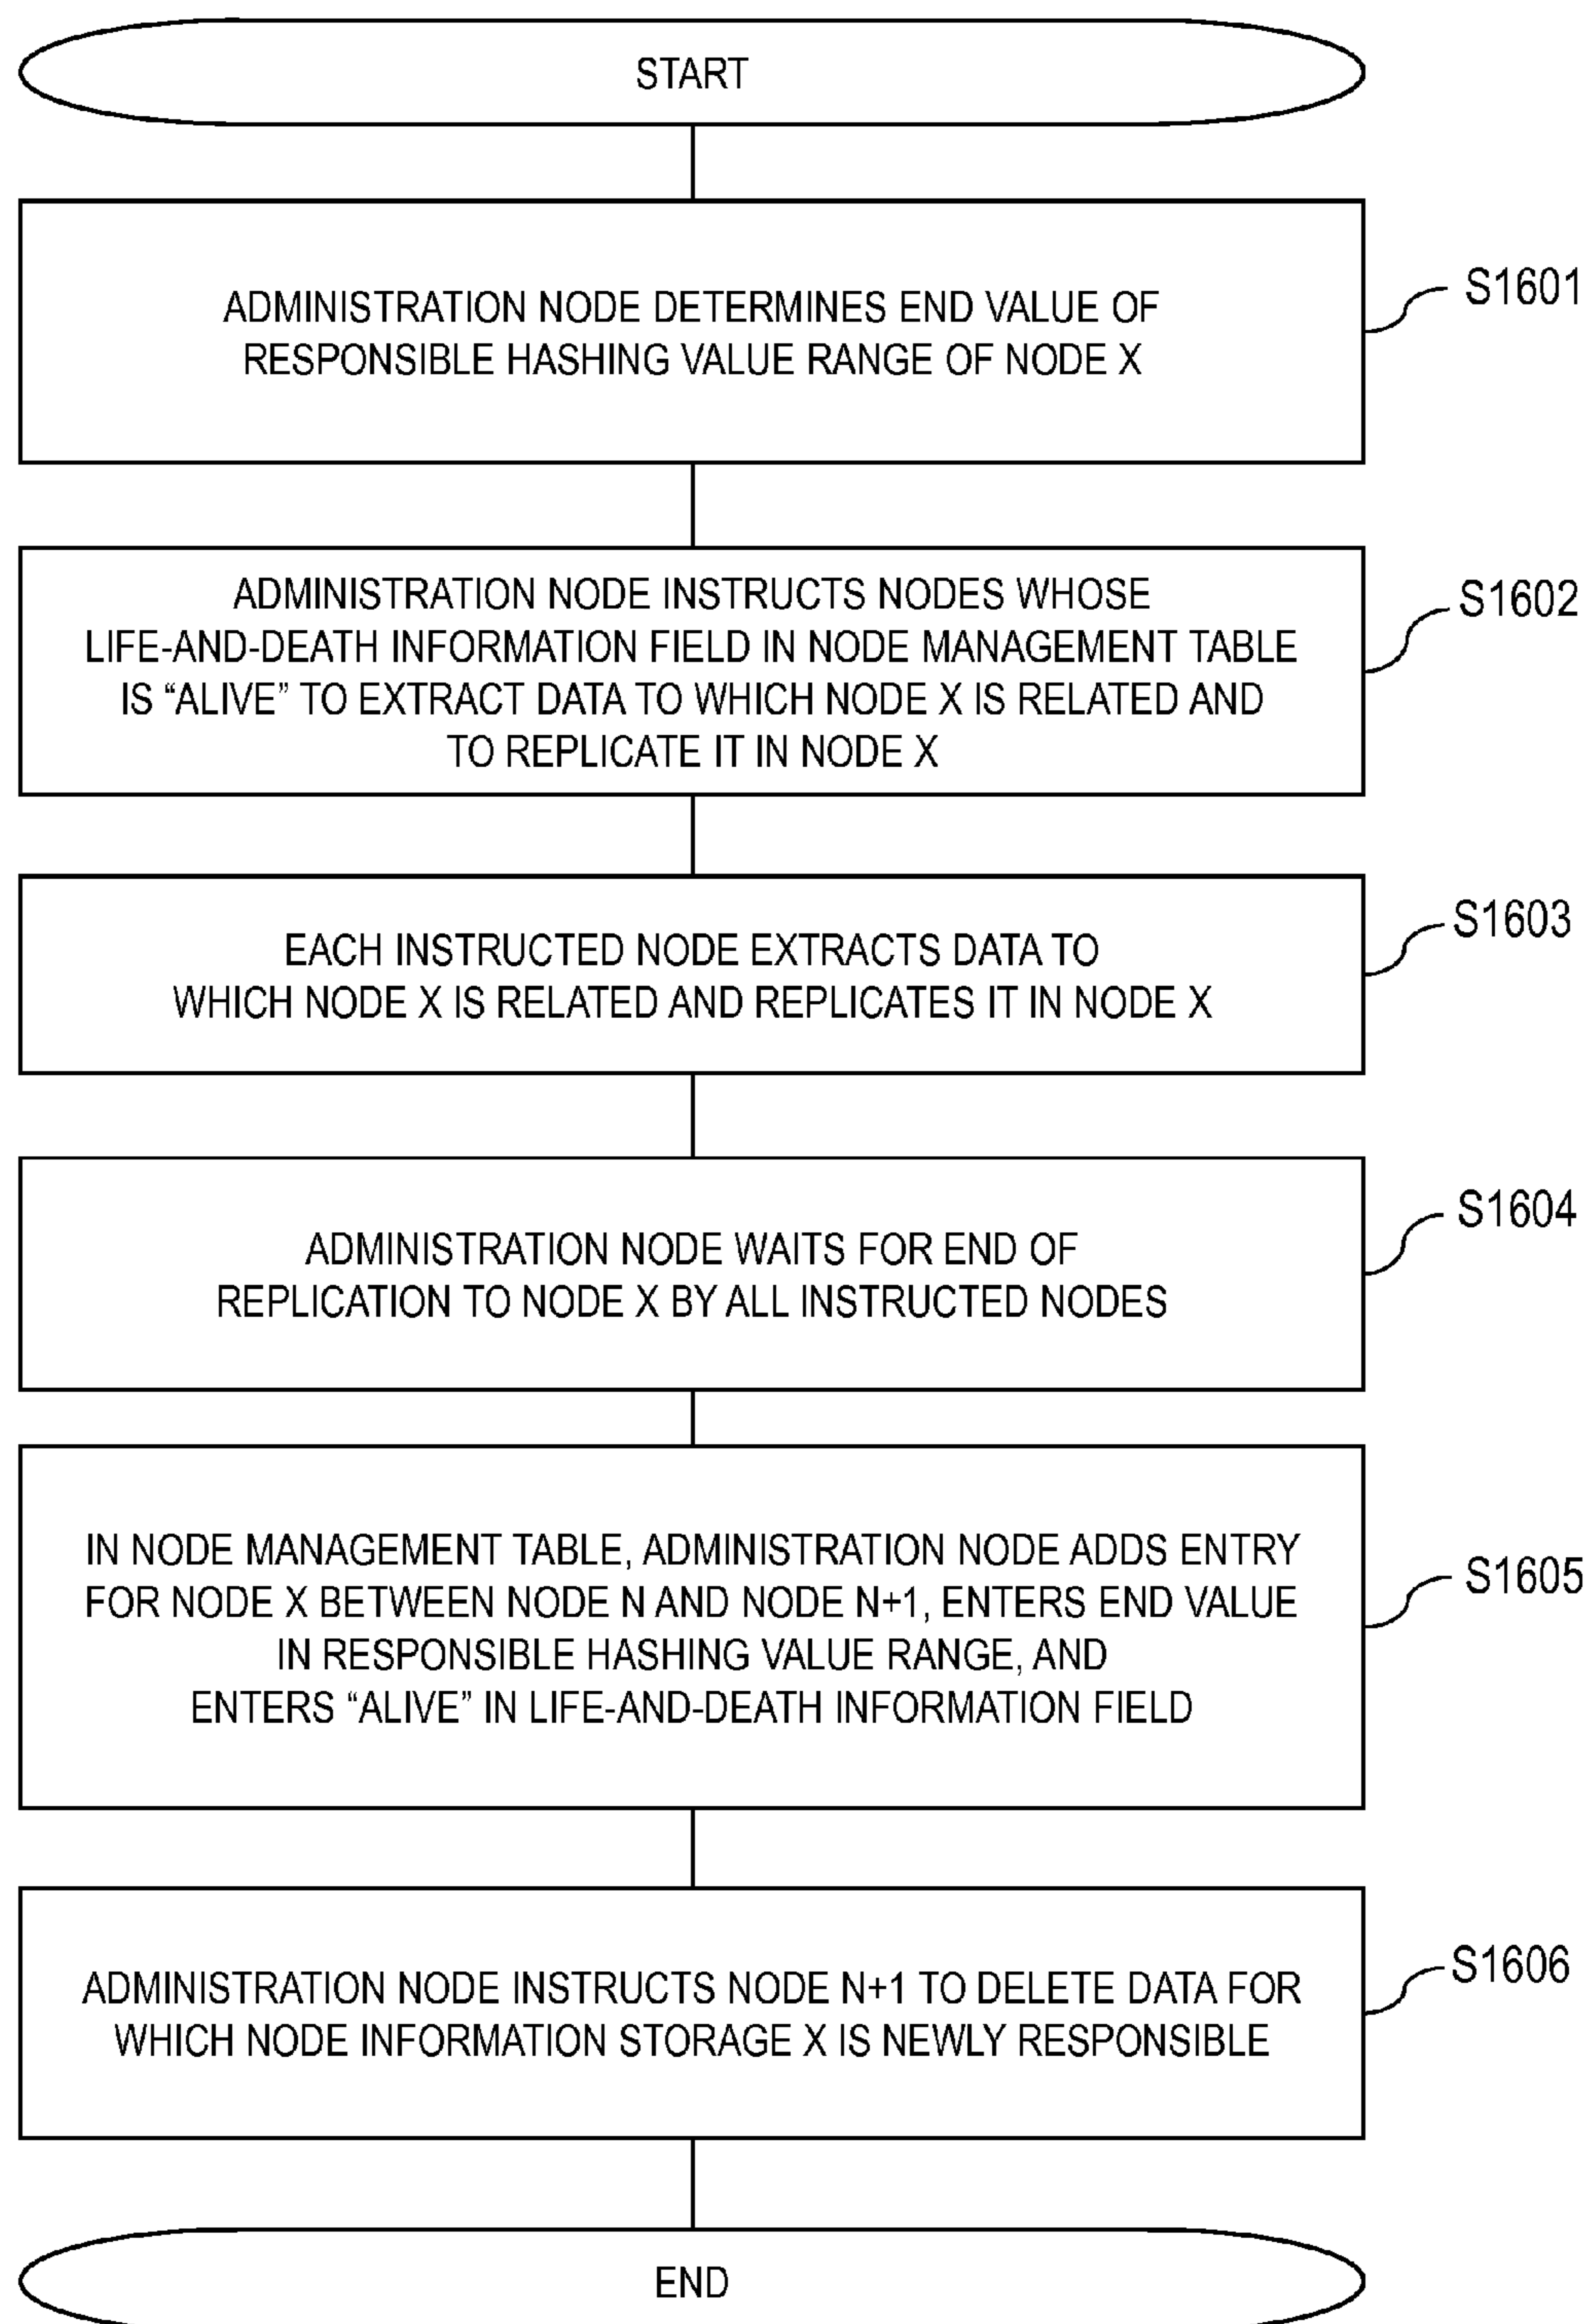 START
ADMINISTRATION NODE DETERMINES END VALUE OF
RESPONSIBLE HASHING VALUE RANGE OF NODE X
S1601
ADMINISTRATION NODE INSTRUCTS NODES WHOSE
LIFE-AND-DEATH INFORMATION FIELD IN NODE MANAGEMENT TABLE
IS “ALIVE” TO EXTRACT DATA TO WHICH NODE X IS RELATED AND
TO REPLICATE IT IN NODE X
S1602
EACH INSTRUCTED NODE EXTRACTS DATA TO
WHICH NODE X IS RELATED AND REPLICATES IT IN NODE X
S1603
ADMINISTRATION NODE WAITS FOR END OF
REPLICATION TO NODE X BY ALL INSTRUCTED NODES
S1604
IN NODE MANAGEMENT TABLE, ADMINISTRATION NODE ADDS ENTRY
FOR NODE X BETWEEN NODE N AND NODE N+1, ENTERS END VALUE
IN RESPONSIBLE HASHING VALUE RANGE, AND
ENTERS “ALIVE” IN LIFE-AND-DEATH INFORMATION FIELD
S1605
ADMINISTRATION NODE INSTRUCTS NODE N+1 TO DELETE DATA FOR
WHICH NODE INFORMATION STORAGE X IS NEWLY RESPONSIBLE
S1606
END